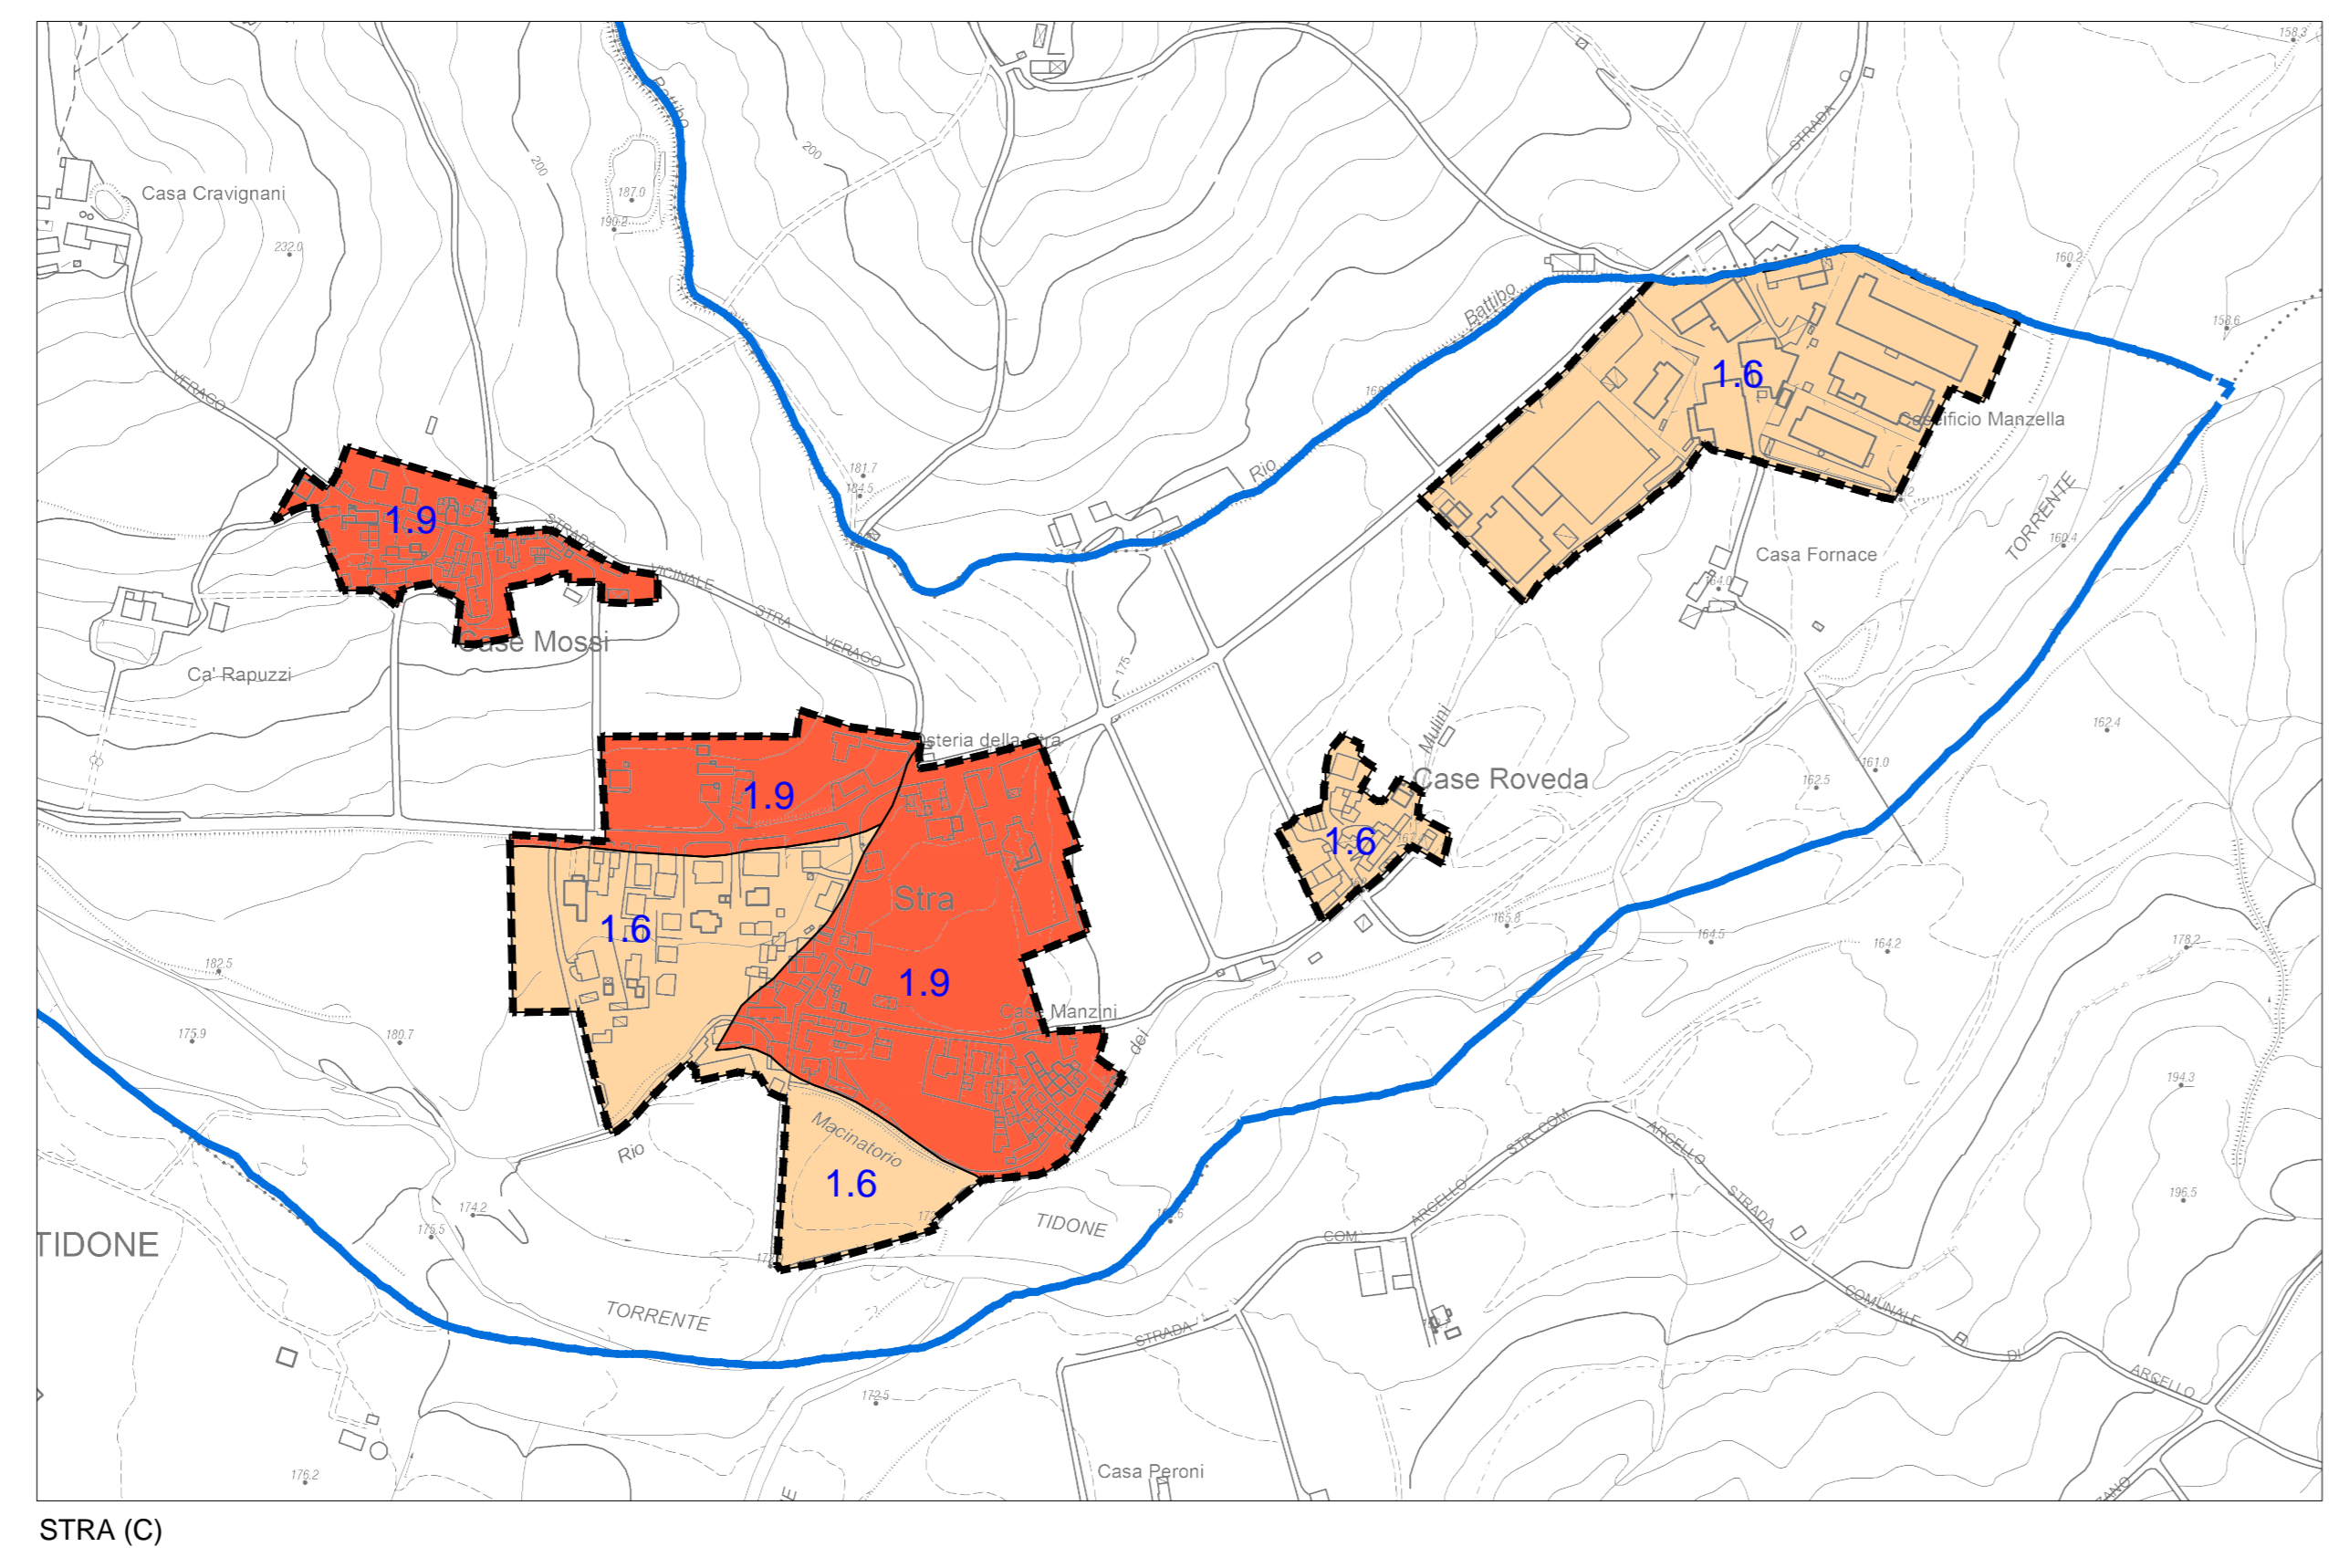 158.3
Battibo
STRADA
200
200
187.0
190.2
Casa Cravignani
232.0
160.2
158.6
Battibo
1.6
VERAGO
168.
Caseificio Manzella
181.7
184.5
Rio
TORRENTE
1.9
STRADA
160.4
Casa Fornace
164.0
VICINALE
STRA
VERAGO
Case Mossi
Ca' Rapuzzi
175
162.4
Mulini
Osteria della Stra
161.0
162.5
Case Roveda
1.9
1.6
Stra
1.6
165.8
164.5
164.2
178.2
182.5
1.9
Case Manzini
175.9
180.7
dei
194.3
Macinatorio
Rio
STR. COM.
ARCELLO
1.6
ARCELLO
STRADA
196.5
174.2
175.5
TIDONE
COM.
TIDONE
TORRENTE
STRADA
COMUNALE
DI
ARCELLO
172.5
Casa Peroni
176.2
STRA (C)